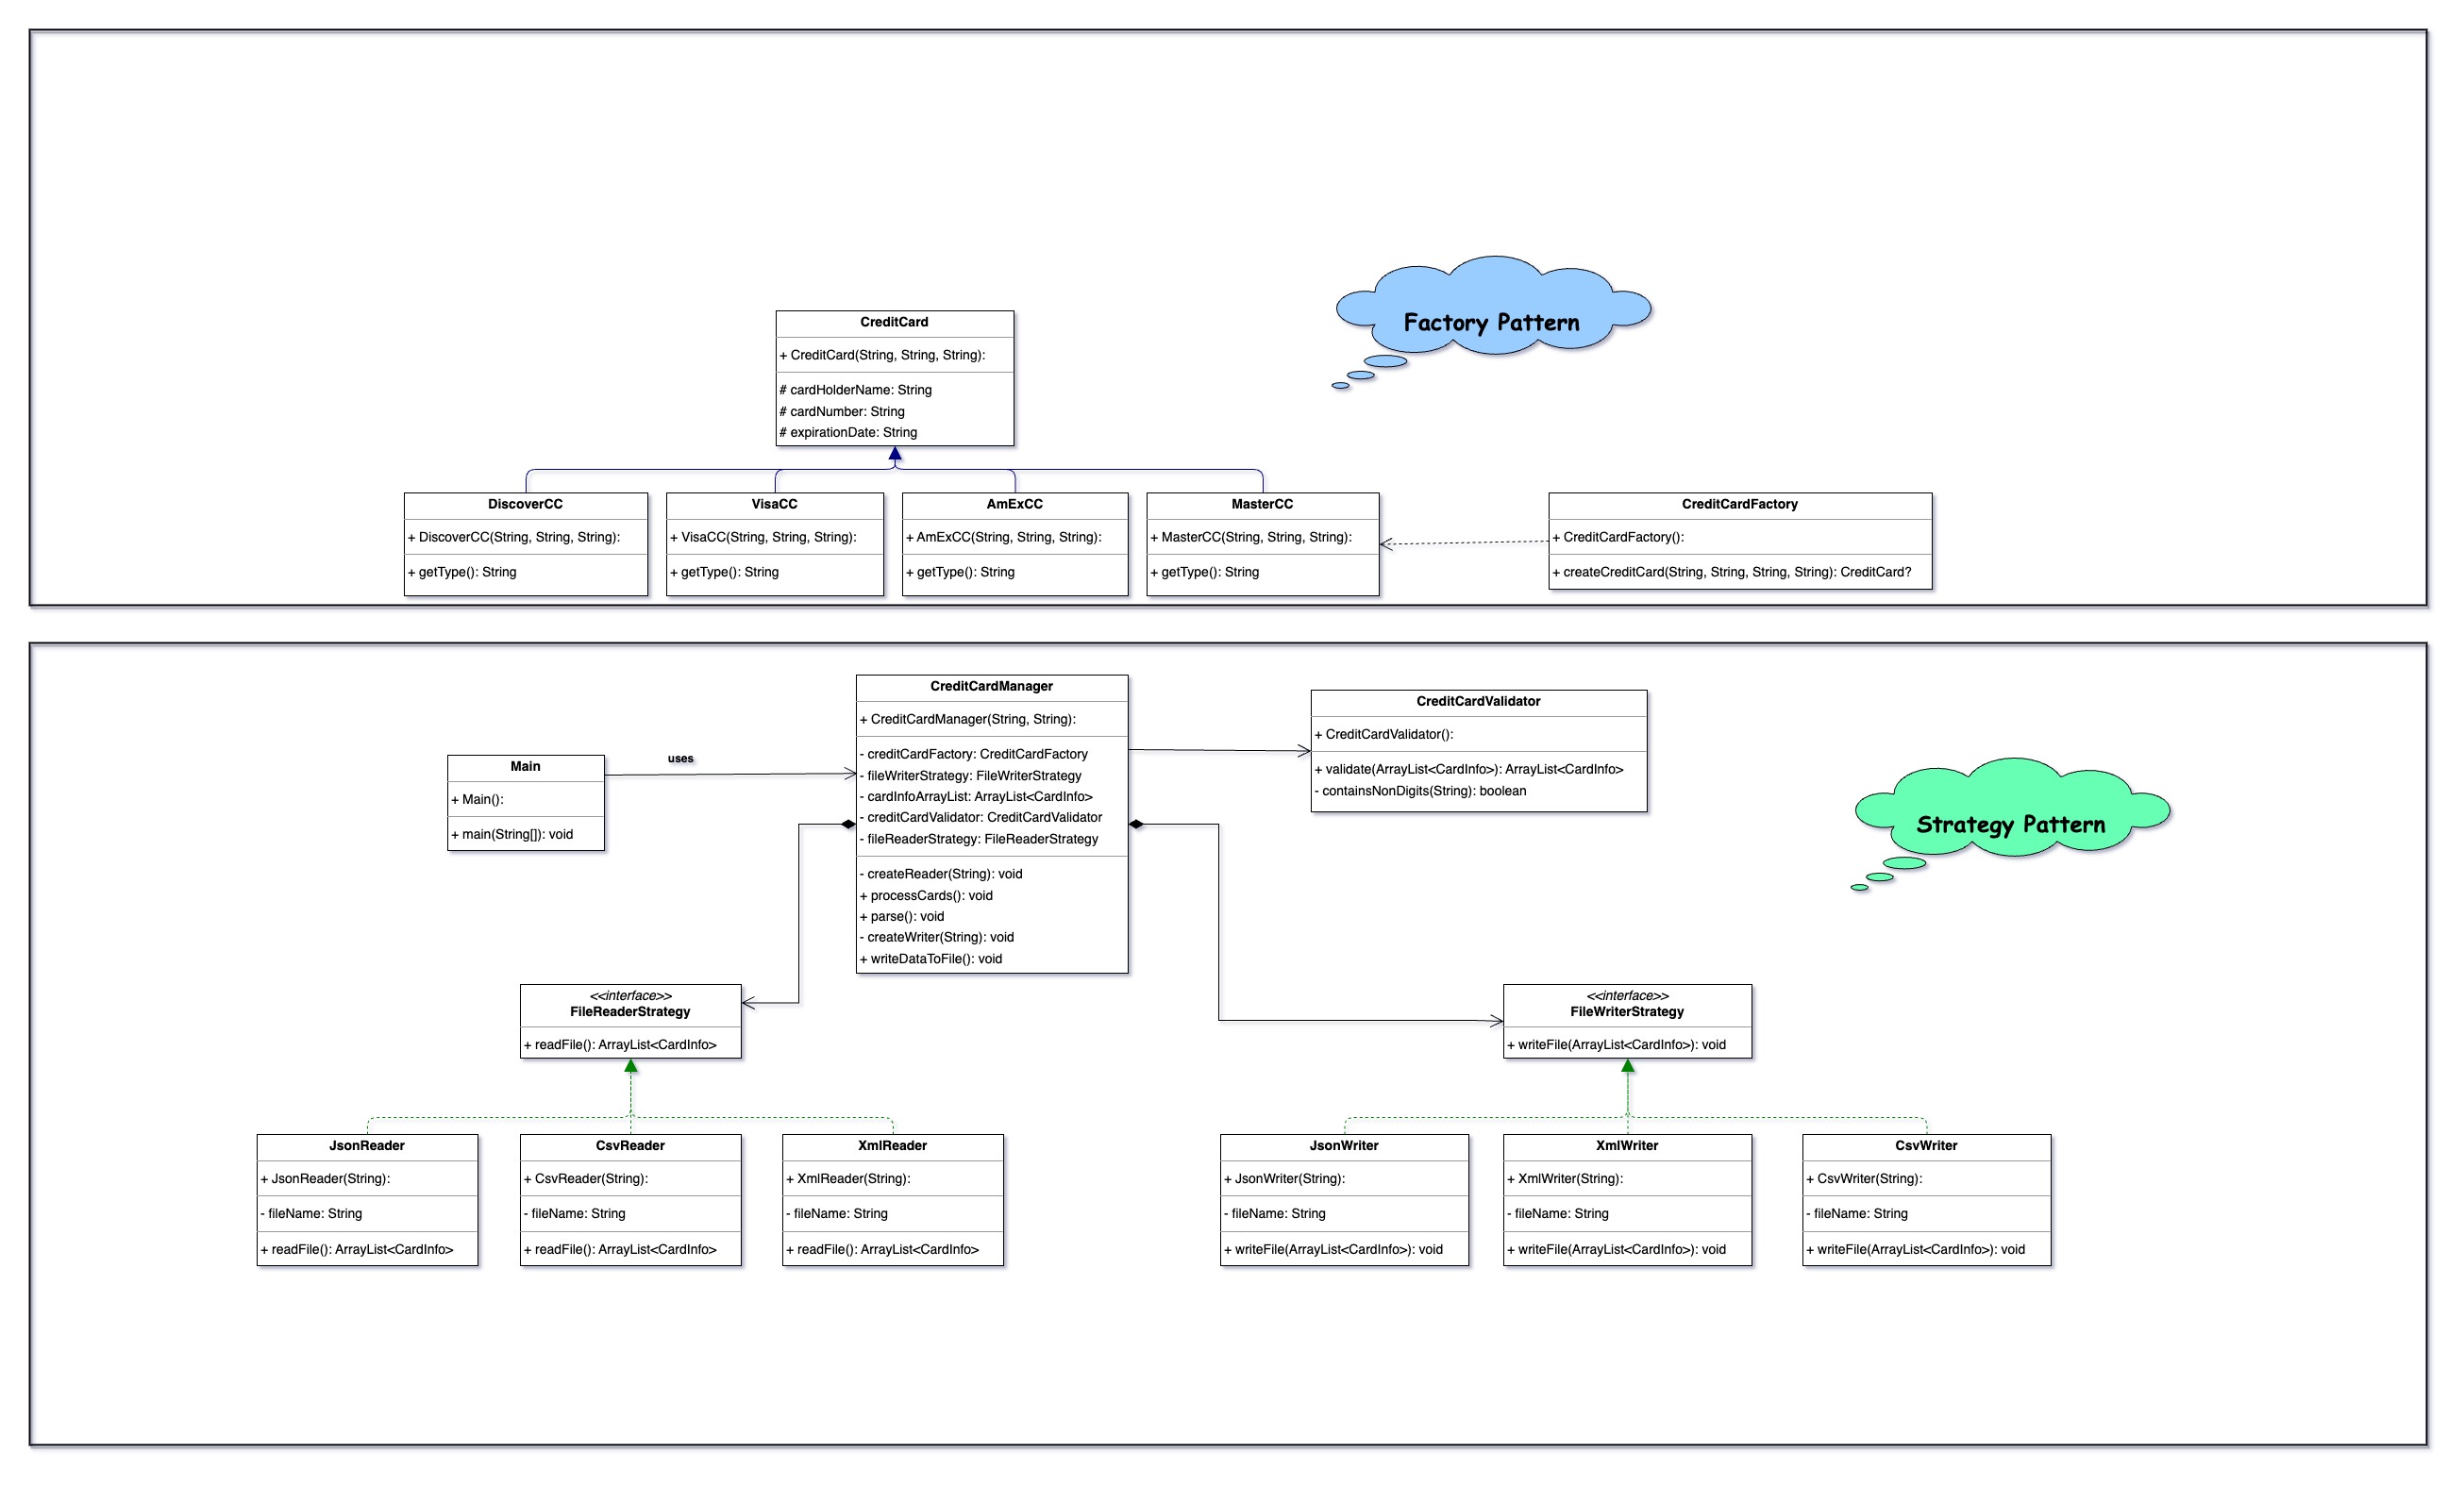 Factory Pattern
CreditCard
+ CreditCard(String, String, String):
# cardHolderName: String
# cardNumber: String
# expirationDate: String
DiscoverCC
+ DiscoverCC(String, String, String):
+ getType(): String
VisaCC
+ VisaCC(String, String, String):
+ getType(): String
AmExCC
+ AmExCC(String, String, String):
+ getType(): String
MasterCC
+ MasterCC(String, String, String):
+ getType(): String
CreditCardFactory
+ CreditCardFactory():
+ createCreditCard(String, String, String, String): CreditCard?
CreditCardManager
+ CreditCardManager(String, String):
- creditCardFactory: CreditCardFactory
- fileWriterStrategy: FileWriterStrategy
- cardInfoArrayList: ArrayList<CardInfo>
- creditCardValidator: CreditCardValidator
- fileReaderStrategy: FileReaderStrategy
- createReader(String): void
+ processCards(): void
+ parse(): void
- createWriter(String): void
+ writeDataToFile(): void
CreditCardValidator
+ CreditCardValidator():
+ validate(ArrayList<CardInfo>): ArrayList<CardInfo>
- containsNonDigits(String): boolean
uses
Main
+ Main():
+ main(String[]): void
Strategy Pattern
<<interface>>
FileReaderStrategy
+ readFile(): ArrayList<CardInfo>
<<interface>>
FileWriterStrategy
+ writeFile(ArrayList<CardInfo>): void
JsonReader
+ JsonReader(String):
- fileName: String
+ readFile(): ArrayList<CardInfo>
CsvReader
+ CsvReader(String):
- fileName: String
+ readFile(): ArrayList<CardInfo>
XmlReader
+ XmlReader(String):
- fileName: String
+ readFile(): ArrayList<CardInfo>
JsonWriter
+ JsonWriter(String):
- fileName: String
+ writeFile(ArrayList<CardInfo>): void
XmlWriter
+ XmlWriter(String):
- fileName: String
+ writeFile(ArrayList<CardInfo>): void
CsvWriter
+ CsvWriter(String):
- fileName: String
+ writeFile(ArrayList<CardInfo>): void